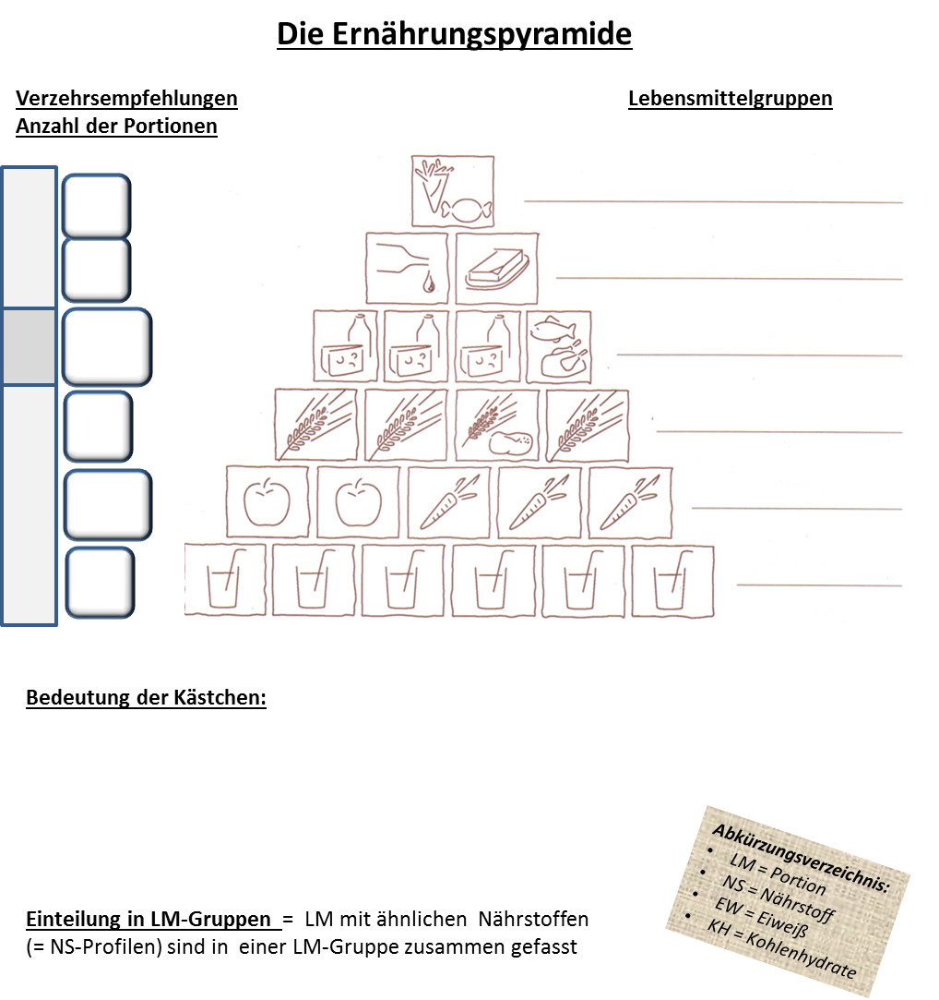 Die Ernährungspyramide
Verzehrsempfehlungen
Anzahl der Portionen
Lebensmittelgruppen
Bedeutung der Kästchen:
Abkürzungsverzeichnis:
• LM = Portion
• NS = Nährstoff
• EW = Eiweiß
• KH = Kohlenhydrate
Einteilung in LM-Gruppen = LM mit ähnlichen Nährstoffen
(= NS-Profilen) sind in einer LM-Gruppe zusammen gefasst